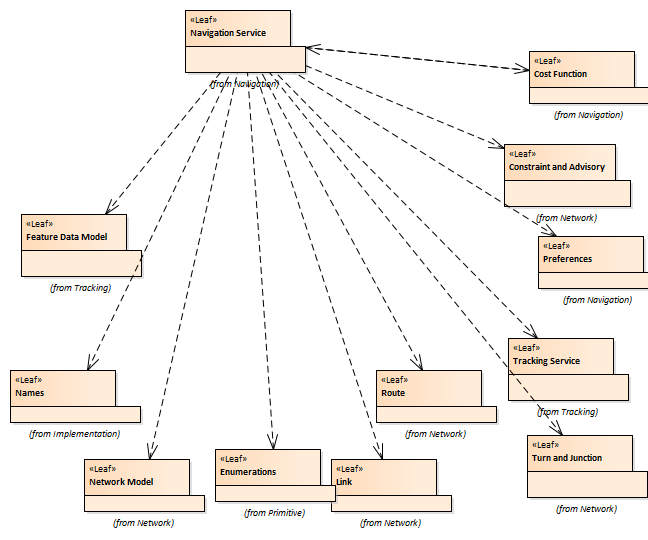 «Leaf»
Navigation Service
(from Navigation)
«Leaf»
Cost Function
(from Navigation)
«Leaf»
Constraint and Advisory
(from Network)
«Leaf»
Feature Data Model
(from Tracking)
«Leaf»
Preferences
(from Navigation)
«Leaf»
Tracking Service
(from Tracking)
«Leaf»
Names
(from Implementation)
«Leaf»
Route
(from Network)
«Leaf»
Turn and Junction
(from Network)
«Leaf»
Network Model
(from Network)
«Leaf»
Enumerations
(from Primitive)
«Leaf»
Link
(from Network)